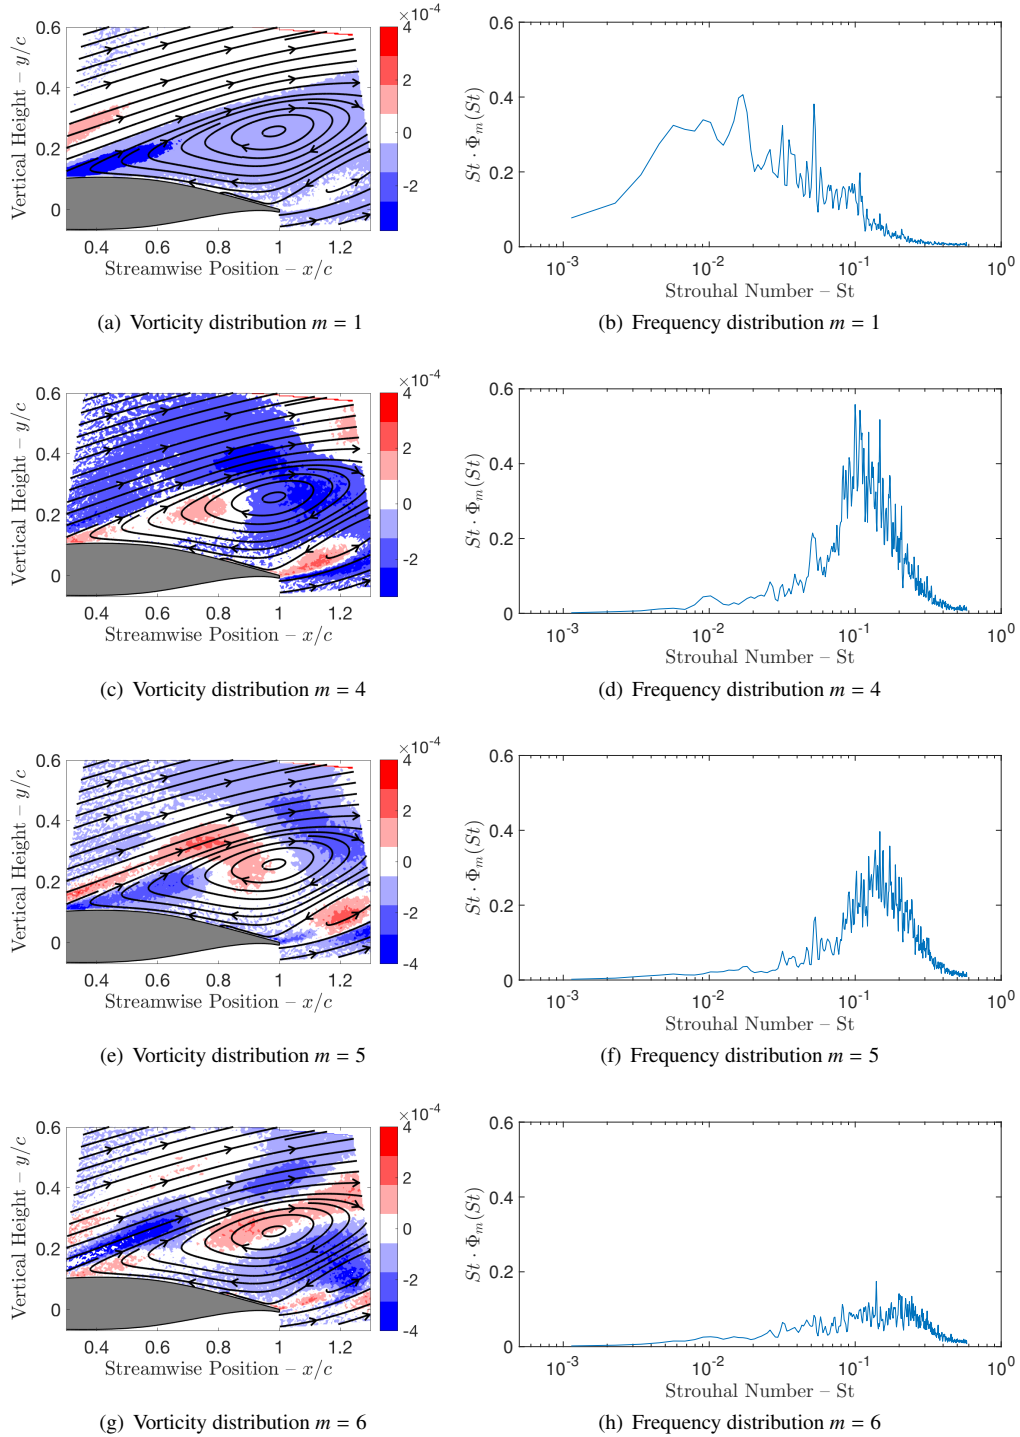 ×10⁻⁴
0.6
0.4
0.2
0
Vertical Height – y/c
4
2
0
-2
0.4 0.6 0.8 1 1.2
Streamwise Position – x/c
0.6
0.4
0.2
0
St · Φₘ(St)
10⁻³ 10⁻² 10⁻¹ 10⁰
Strouhal Number – St
(a) Vorticity distribution m = 1
(b) Frequency distribution m = 1
×10⁻⁴
0.6
0.4
0.2
0
Vertical Height – y/c
4
2
0
-2
0.4 0.6 0.8 1 1.2
Streamwise Position – x/c
0.6
0.4
0.2
0
St · Φₘ(St)
10⁻³ 10⁻² 10⁻¹ 10⁰
Strouhal Number – St
(c) Vorticity distribution m = 4
(d) Frequency distribution m = 4
×10⁻⁴
0.6
0.4
0.2
0
Vertical Height – y/c
4
2
0
-2
-4
0.4 0.6 0.8 1 1.2
Streamwise Position – x/c
0.6
0.4
0.2
0
St · Φₘ(St)
10⁻³ 10⁻² 10⁻¹ 10⁰
Strouhal Number – St
(e) Vorticity distribution m = 5
(f) Frequency distribution m = 5
×10⁻⁴
0.6
0.4
0.2
0
Vertical Height – y/c
4
2
0
-2
-4
0.4 0.6 0.8 1 1.2
Streamwise Position – x/c
0.6
0.4
0.2
0
St · Φₘ(St)
10⁻³ 10⁻² 10⁻¹ 10⁰
Strouhal Number – St
(g) Vorticity distribution m = 6
(h) Frequency distribution m = 6